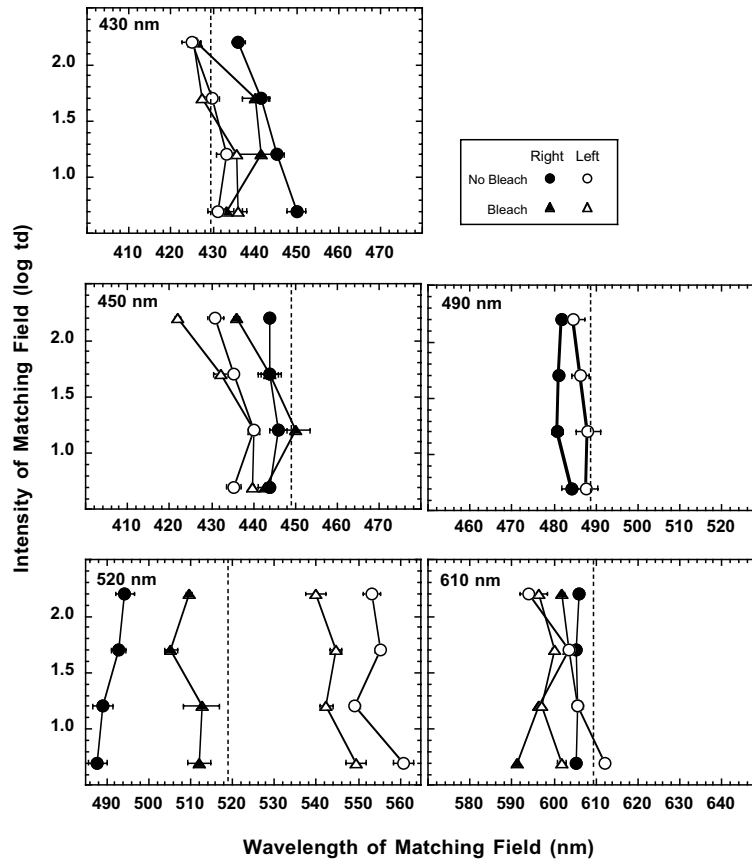 430 nm
2.0
1.5
1.0
410 420 430 440 450 460 470
Right Left
No Bleach
Bleach
Intensity of Matching Field (log td)
450 nm
2.0
1.5
1.0
410 420 430 440 450 460 470
490 nm
460 470 480 490 500 510 520
520 nm
2.0
1.5
1.0
490 500 510 520 530 540 550 560
610 nm
580 590 600 610 620 630 640
Wavelength of Matching Field (nm)